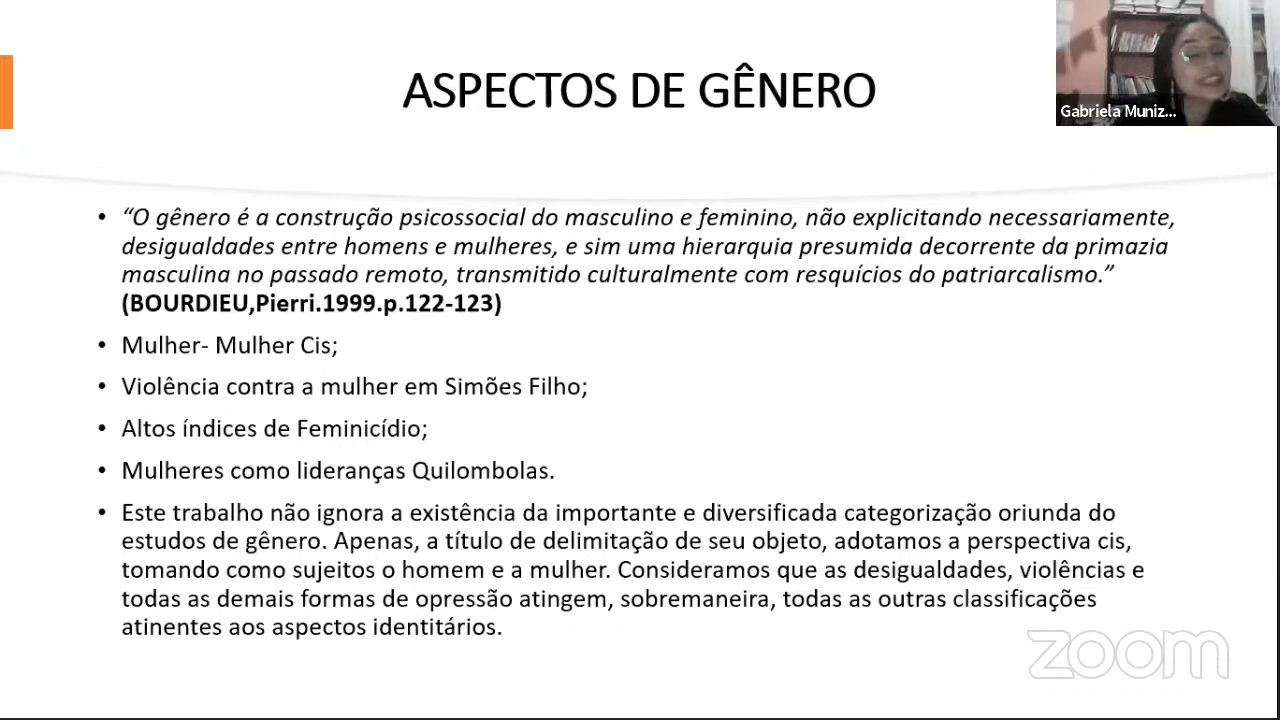 ASPECTOS DE GÊNERO
Gabriela Muniz...
• “O gênero é a construção psicossocial do masculino e feminino, não explicitando necessariamente,
desigualdades entre homens e mulheres, e sim uma hierarquia presumida decorrente da primazia
masculina no passado remoto, transmitido culturalmente com resquícios do patriarcalismo.”
(BOURDIEU,Pierri.1999.p.122-123)
• Mulher- Mulher Cis;
• Violência contra a mulher em Simões Filho;
• Altos índices de Feminicídio;
• Mulheres como lideranças Quilombolas.
• Este trabalho não ignora a existência da importante e diversificada categorização oriunda do
estudos de gênero. Apenas, a título de delimitação de seu objeto, adotamos a perspectiva cis,
tomando como sujeitos o homem e a mulher. Consideramos que as desigualdades, violências e
todas as demais formas de opressão atingem, sobremaneira, todas as outras classificações
atinentes aos aspectos identitários.
zoom